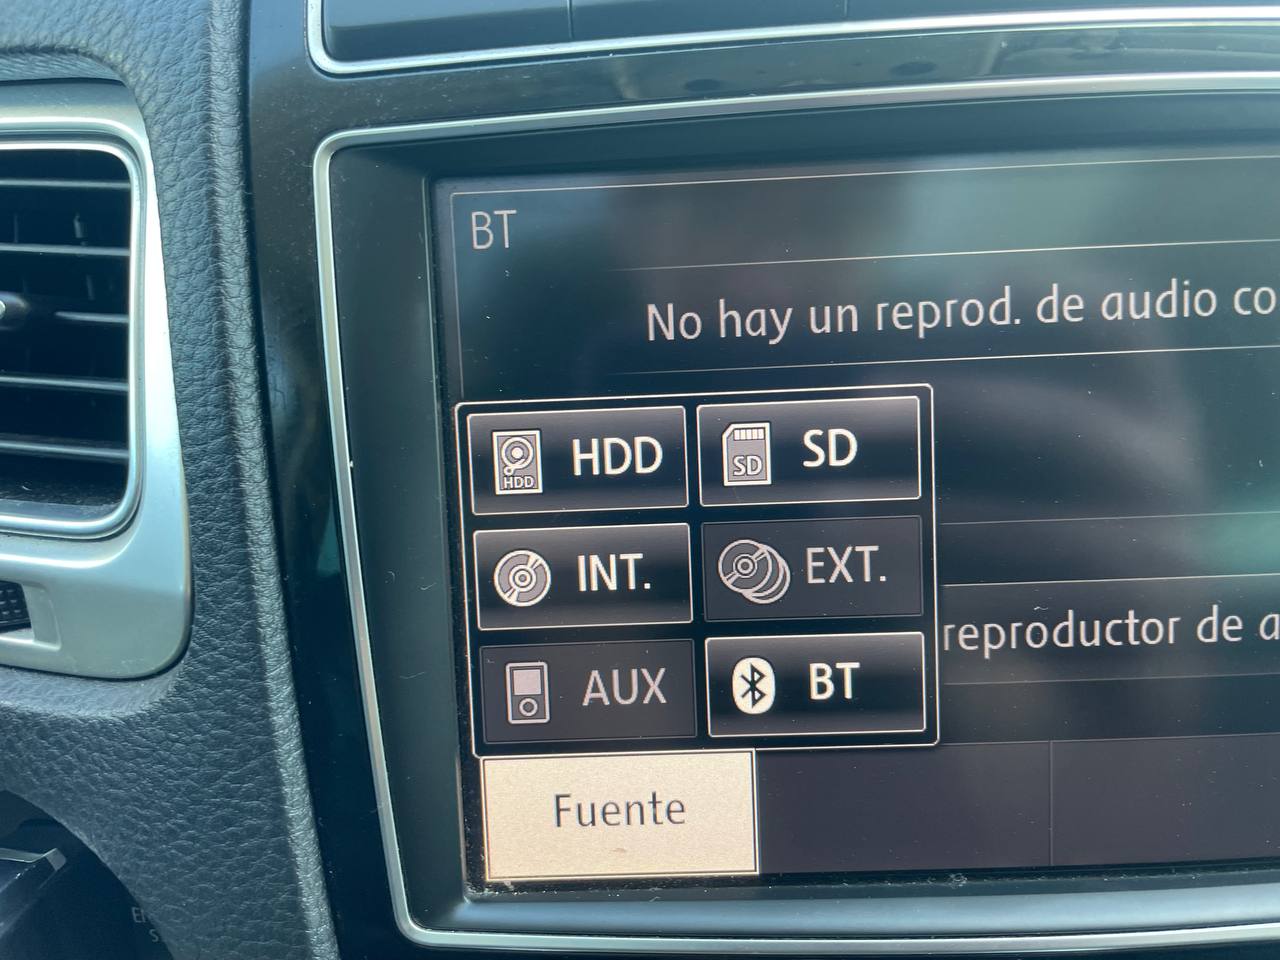 BT
No hay un reprod. de audio co
HDD
HDD
SD
SD
INT.
EXT.
reproductor de a
AUX
BT
Fuente